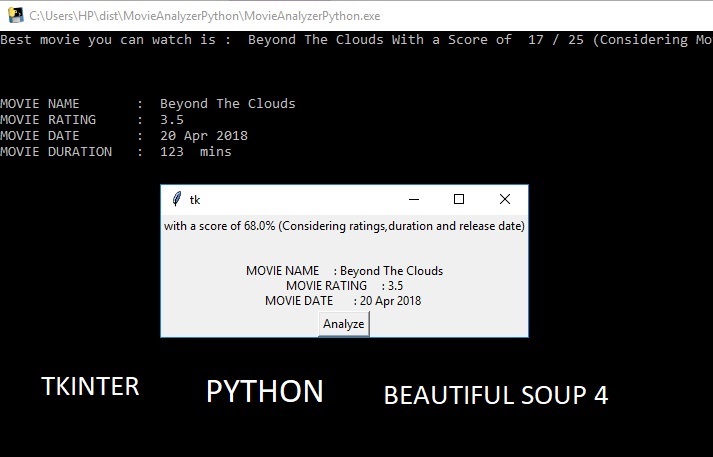 C:\Users\HP\dist\MovieAnalyzerPython\MovieAnalyzerPython.exe
Best movie you can watch is :  Beyond The Clouds With a Score of  17 / 25 (Considering Mo
MOVIE NAME       :  Beyond The Clouds
MOVIE RATING     :  3.5
MOVIE DATE       :  20 Apr 2018
MOVIE DURATION   :  123  mins
tk
with a score of 68.0% (Considering ratings,duration and release date)
MOVIE NAME    : Beyond The Clouds
MOVIE RATING    : 3.5
MOVIE DATE      : 20 Apr 2018
Analyze
TKINTER PYTHON BEAUTIFUL SOUP 4